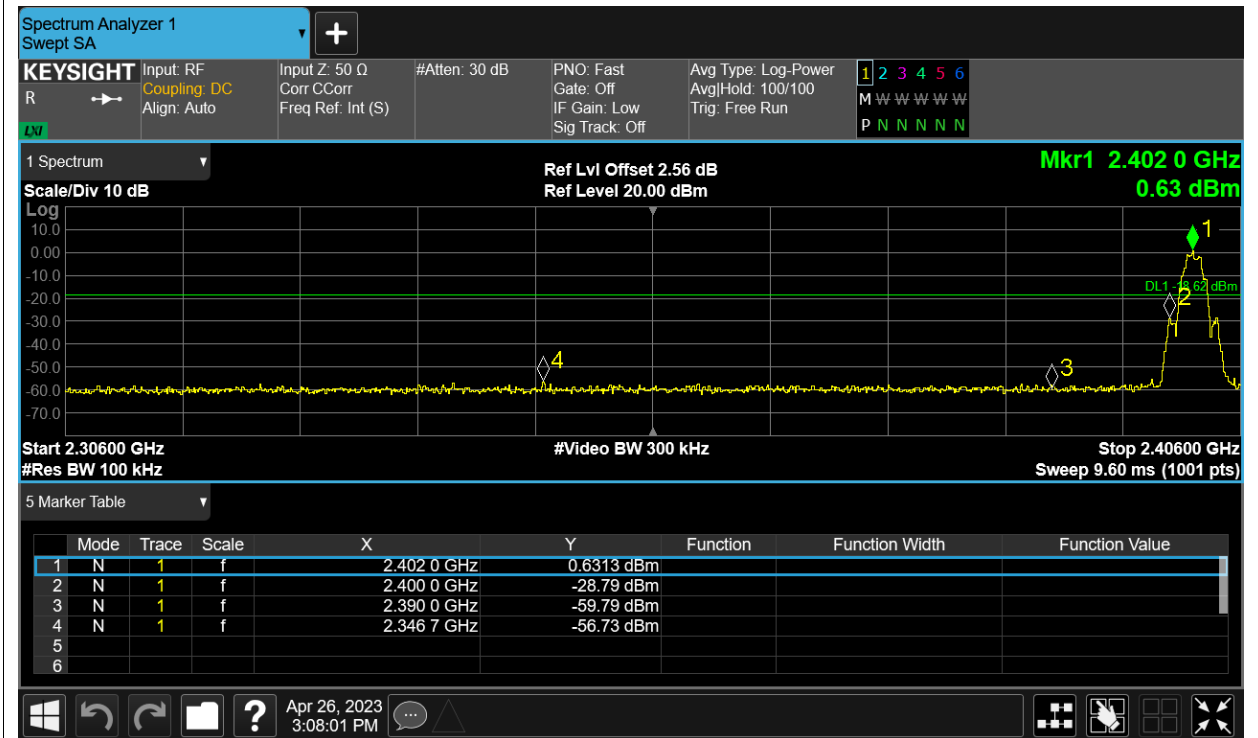 Spectrum Analyzer 1
Swept SA
KEYSIGHT
R
LXI
Input: RF
Coupling: DC
Align: Auto
Input Z: 50 Ω
Corr CCorr
Freq Ref: Int (S)
#Atten: 30 dB
PNO: Fast
Gate: Off
IF Gain: Low
Sig Track: Off
Avg Type: Log-Power
Avg|Hold: 100/100
Trig: Free Run
1 2 3 4 5 6
M W W W W W
P N N N N N
1 Spectrum
Scale/Div 10 dB
Ref Lvl Offset 2.56 dB
Ref Level 20.00 dBm
Mkr1 2.402 0 GHz
0.63 dBm
Log
10.0
0.00
-10.0
-20.0
-30.0
-40.0
-50.0
-60.0
-70.0
1
DL1 -18.62 dBm
2
4
3
Start 2.30600 GHz
#Video BW 300 kHz
Stop 2.40600 GHz
#Res BW 100 kHz
Sweep 9.60 ms (1001 pts)
5 Marker Table
Mode Trace Scale X Y Function Function Width Function Value
1 N 1 f 2.402 0 GHz 0.6313 dBm
2 N 1 f 2.400 0 GHz -28.79 dBm
3 N 1 f 2.390 0 GHz -59.79 dBm
4 N 1 f 2.346 7 GHz -56.73 dBm
5
6
?
Apr 26, 2023
3:08:01 PM